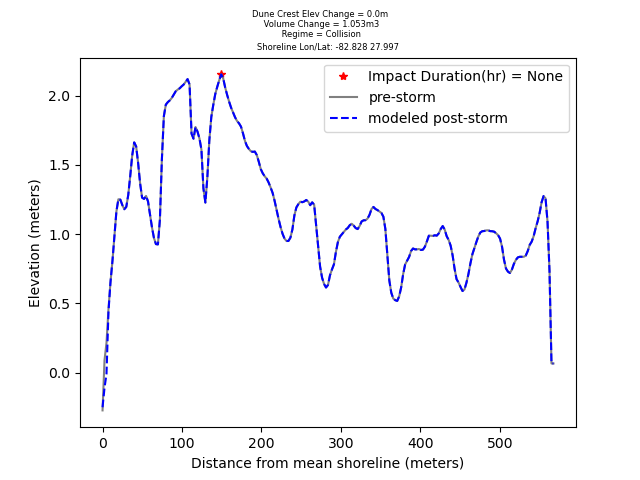 Dune Crest Elev Change = 0.0m
Volume Change = 1.053m3
Regime = Collision
Shoreline Lon/Lat: -82.828 27.997
Impact Duration(hr) = None
pre-storm
modeled post-storm
Elevation (meters)
2.0
1.5
1.0
0.5
0.0
0 100 200 300 400 500
Distance from mean shoreline (meters)